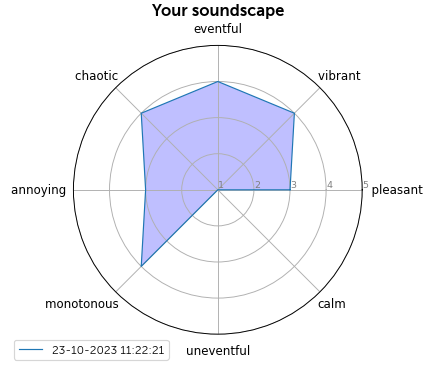 Your soundscape
eventful
chaotic
vibrant
annoying
1
2
3
4
5
pleasant
monotonous
calm
uneventful
23-10-2023 11:22:21